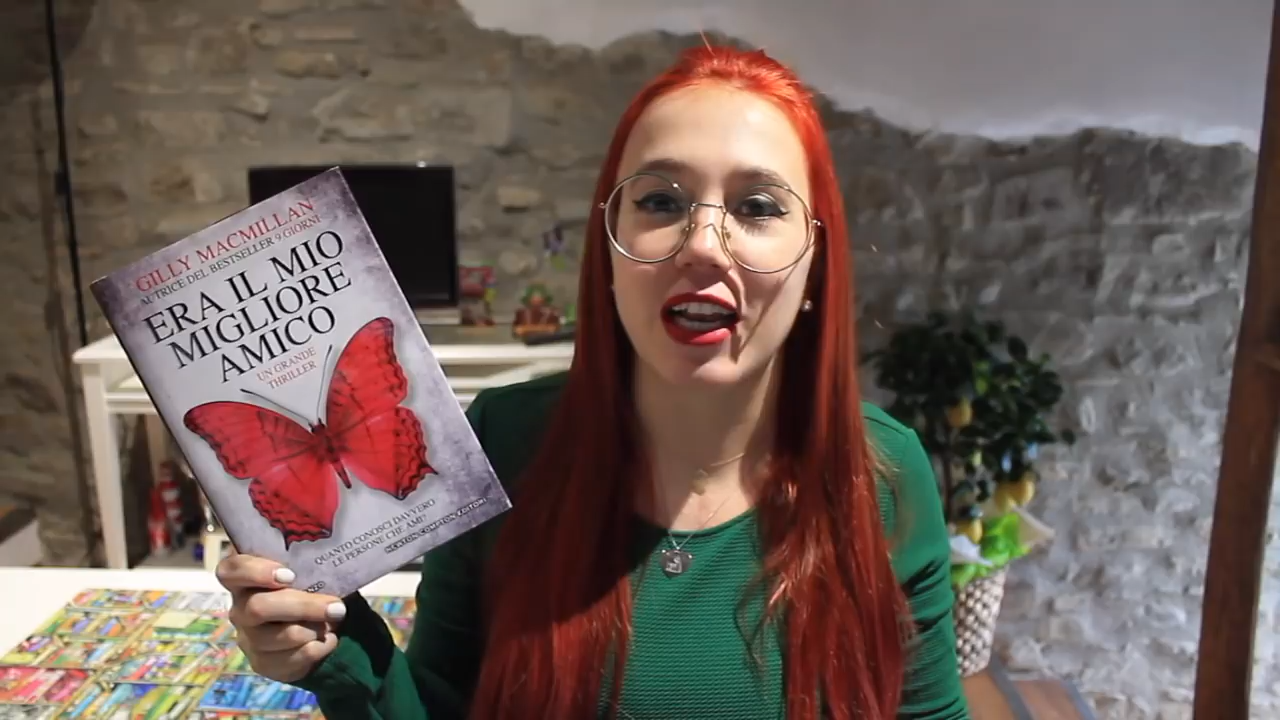 GILLY MACMILLAN
AUTRICE DEL BESTSELLER 9 GIORNI
ERA IL MIO
MIGLIORE
AMICO
UN GRANDE
THRILLER
QUANTO CONOSCI DAVVERO
LE PERSONE CHE AMI?
NEWTON COMPTON EDITORI